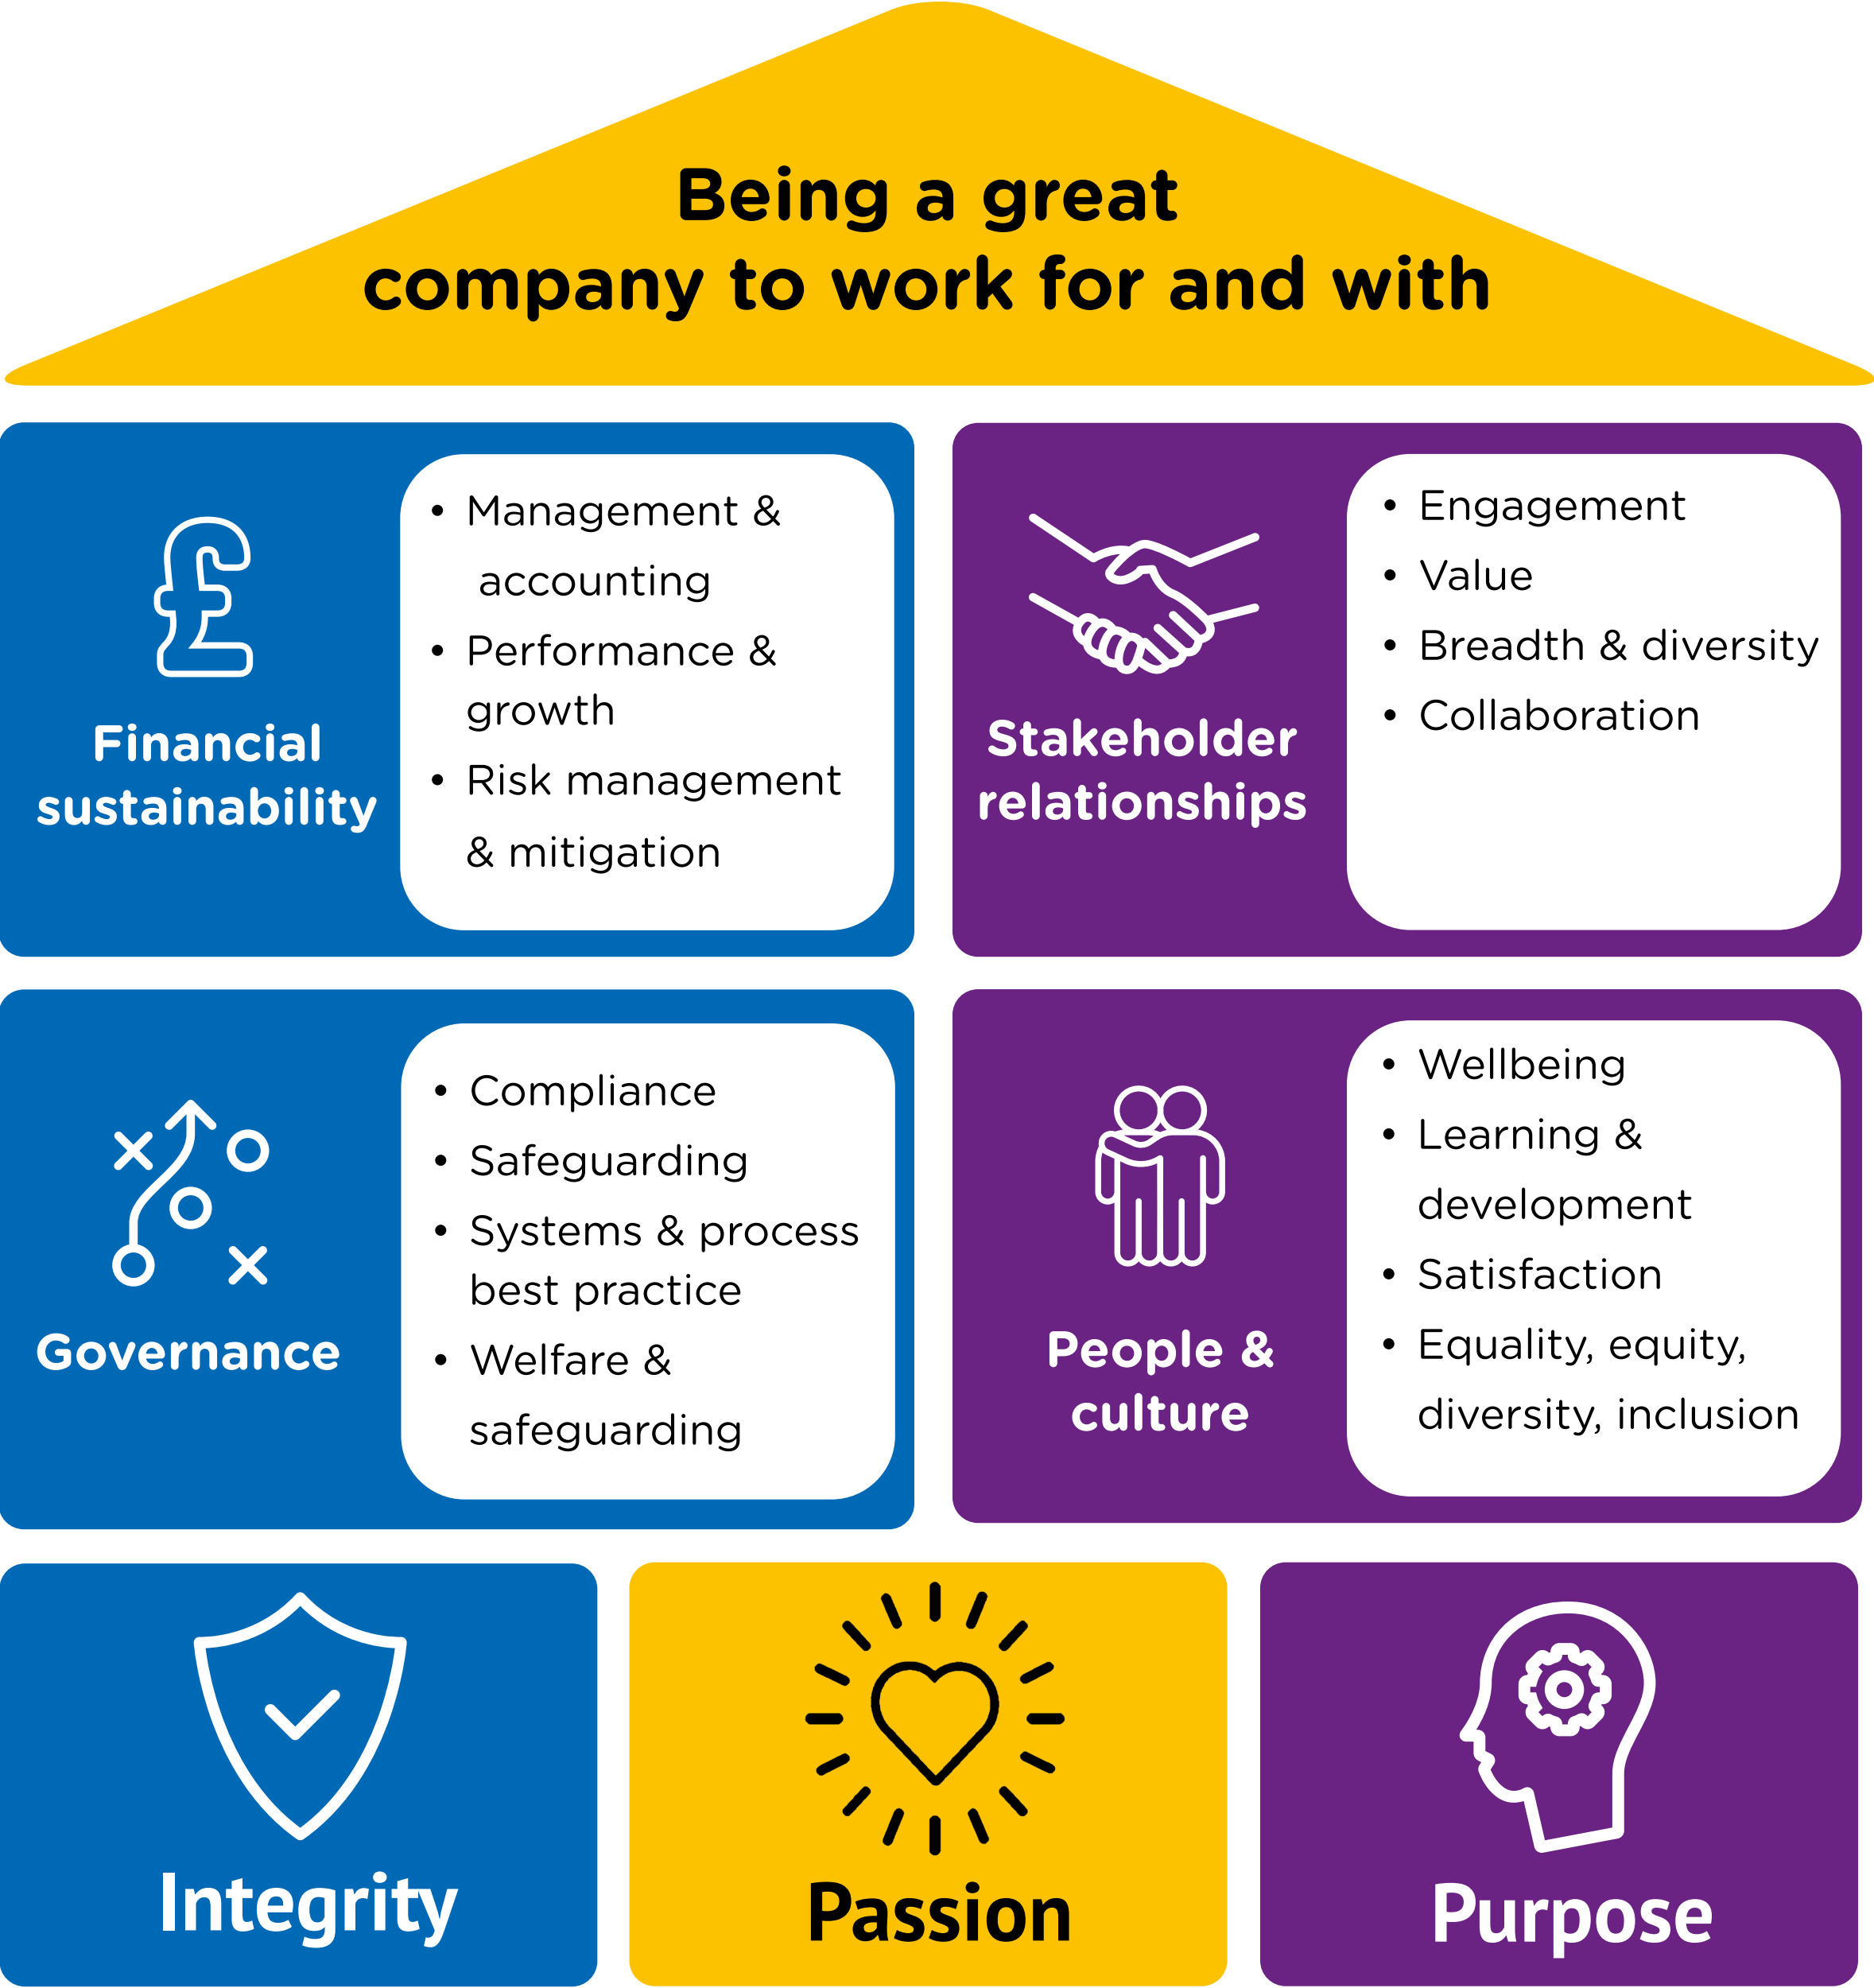 Being a great
company to work for and with
Financial
sustainability
• Management &
accounting
• Performance &
growth
• Risk management
& mitigation
Stakeholder
relationships
• Engagement
• Value
• Breadth & diversity
• Collaboration
Governance
• Compliance
• Safeguarding
• Systems & process
best practice
• Welfare &
safeguarding
People &
culture
• Wellbeing
• Learning &
development
• Satisfaction
• Equality, equity,
diversity, inclusion
Integrity
Passion
Purpose